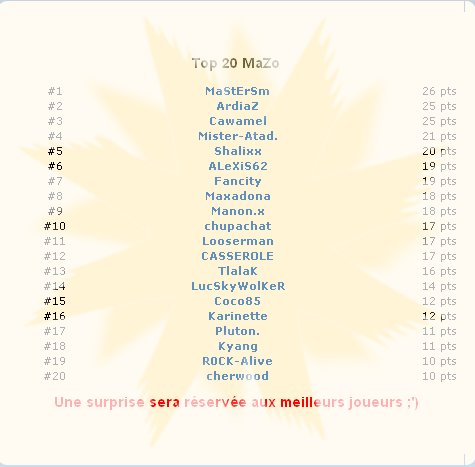 Top 20 MaZo
#1 MaStErSm 26 pts
#2 ArdiaZ 25 pts
#3 Cawamel 25 pts
#4 Mister-Atad. 21 pts
#5 Shalixx 20 pts
#6 ALeXiS62 19 pts
#7 Fancity 19 pts
#8 Maxadona 18 pts
#9 Manon.x 18 pts
#10 chupachat 17 pts
#11 Looserman 17 pts
#12 CASSEROLE 17 pts
#13 TlalaK 16 pts
#14 LucSkyWolKeR 14 pts
#15 Coco85 12 pts
#16 Karinette 12 pts
#17 Pluton. 11 pts
#18 Kyang 11 pts
#19 R0CK-Alive 10 pts
#20 cherwood 10 pts
Une surprise sera réservée aux meilleurs joueurs ;')